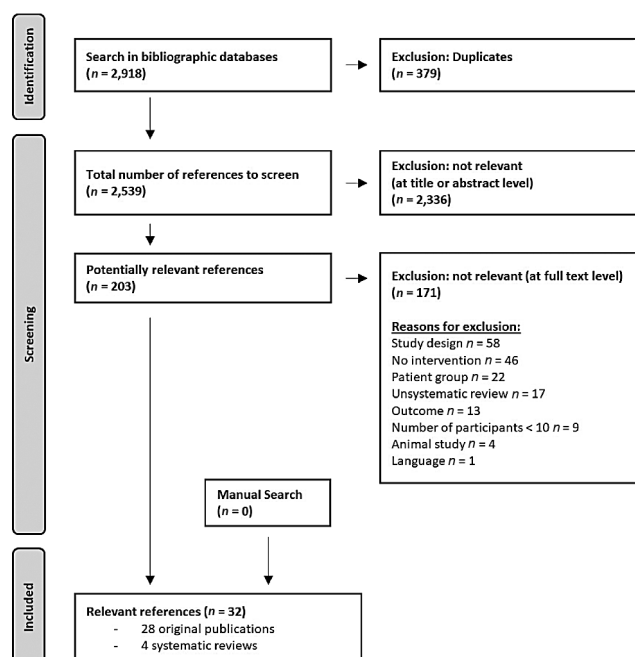 Identification
Search in bibliographic databases
(n = 2,918)
Exclusion: Duplicates
(n = 379)
Screening
Total number of references to screen
(n = 2,539)
Exclusion: not relevant
(at title or abstract level)
(n = 2,336)
Potentially relevant references
(n = 203)
Exclusion: not relevant (at full text level)
(n = 171)
Reasons for exclusion:
Study design n = 58
No intervention n = 46
Patient group n = 22
Unsystematic review n = 17
Outcome n = 13
Number of participants < 10 n = 9
Animal study n = 4
Language n = 1
Manual Search
(n = 0)
Included
Relevant references (n = 32)
- 28 original publications
- 4 systematic reviews